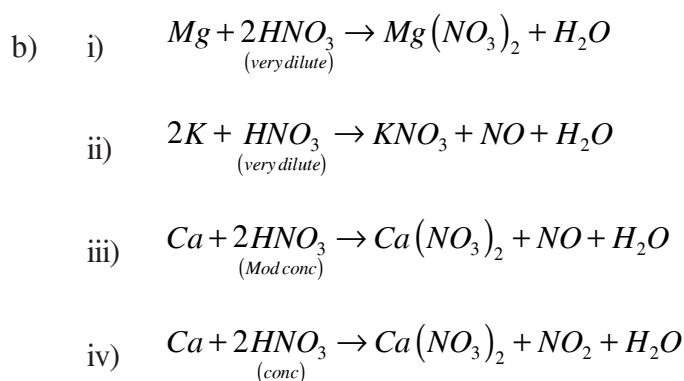 b) i) Mg + 2HNO₃ → Mg(NO₃)₂ + H₂O
(very dilute)
ii) 2K + HNO₃ → KNO₃ + NO + H₂O
(very dilute)
iii) Ca + 2HNO₃ → Ca(NO₃)₂ + NO + H₂O
(Mod conc)
iv) Ca + 2HNO₃ → Ca(NO₃)₂ + NO₂ + H₂O
(conc)